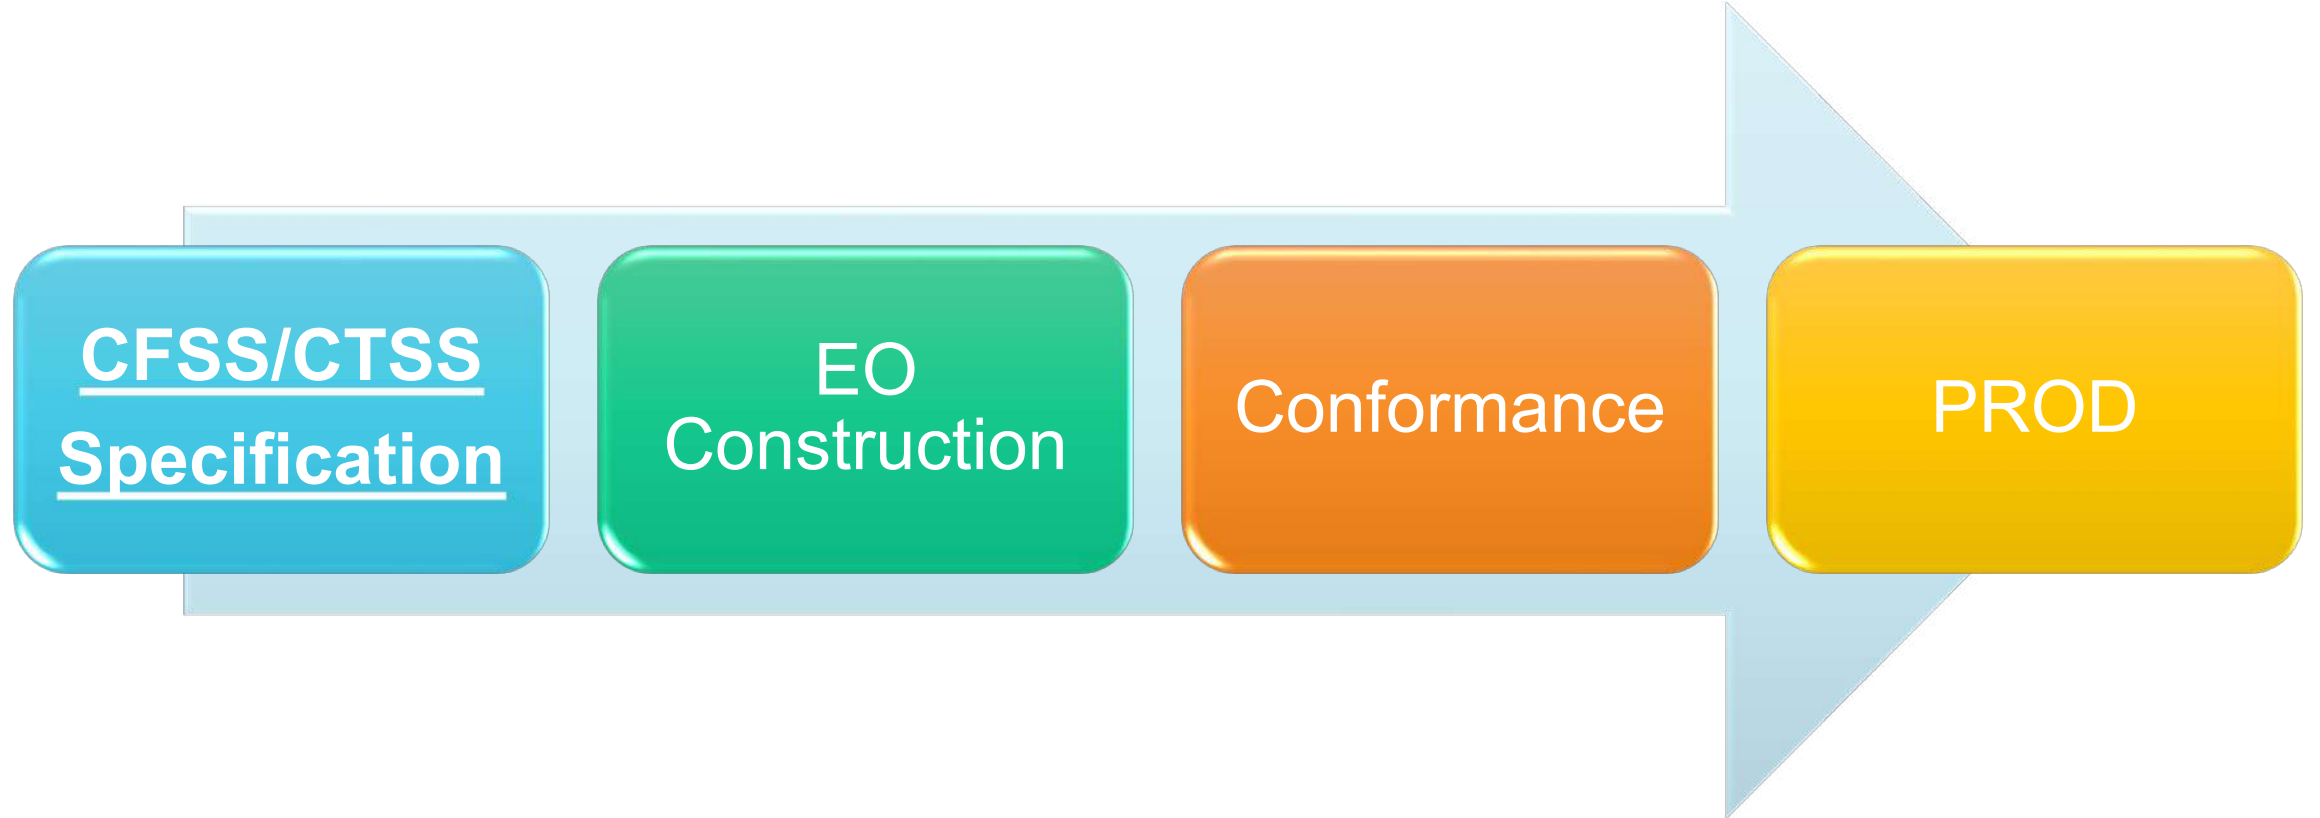 CFSS/CTSS
Specification
EO
Construction
Conformance
PROD